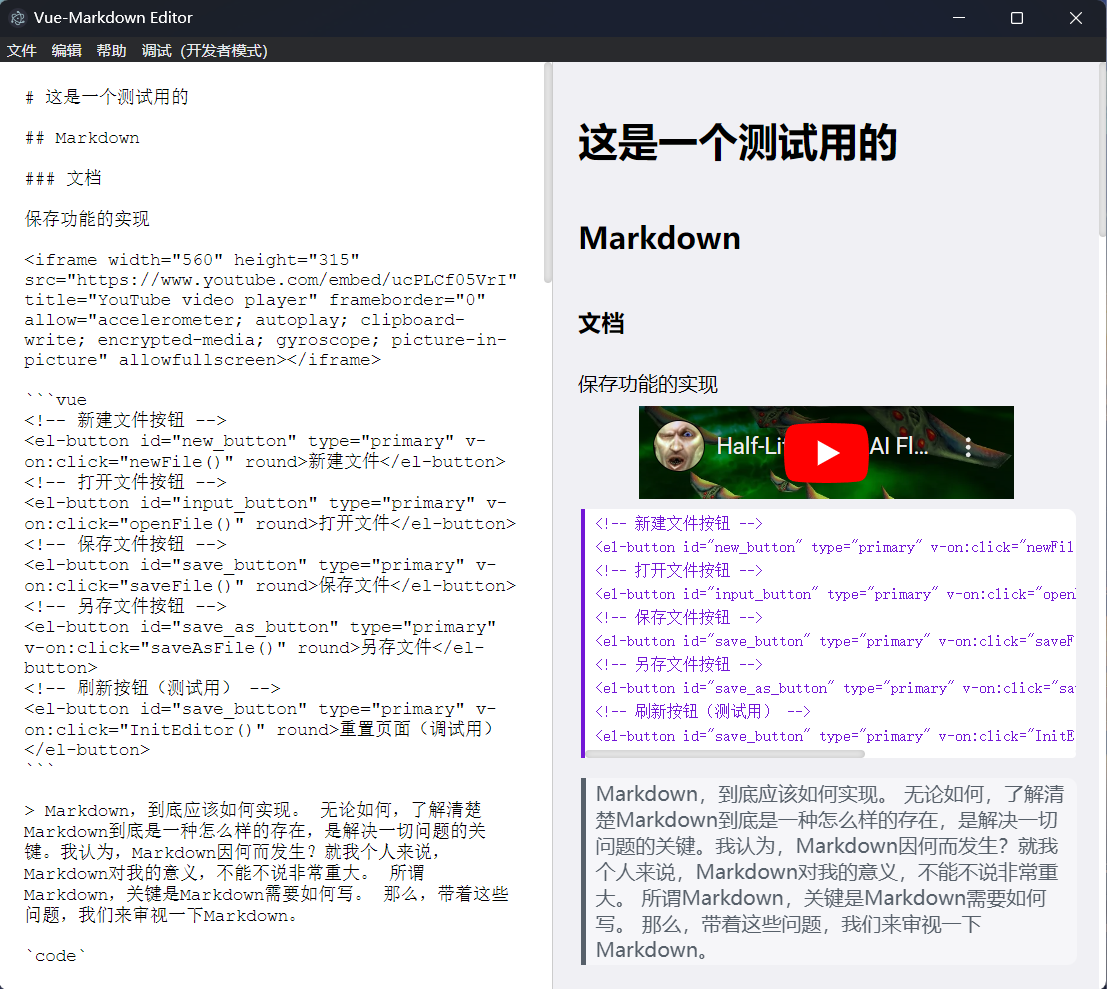 Vue-Markdown Editor
文件 编辑 帮助 调试 (开发者模式)
# 这是一个测试用的
## Markdown
### 文档
保存功能的实现
<iframe width="560" height="315"
src="https://www.youtube.com/embed/ucPLCf05VrI"
title="YouTube video player" frameborder="0"
allow="accelerometer; autoplay; clipboard-
write; encrypted-media; gyroscope; picture-in-
picture" allowfullscreen></iframe>
```vue
<!-- 新建文件按钮 -->
<el-button id="new_button" type="primary" v-
on:click="newFile()" round>新建文件</el-button>
<!-- 打开文件按钮 -->
<el-button id="input_button" type="primary" v-
on:click="openFile()" round>打开文件</el-button>
<!-- 保存文件按钮 -->
<el-button id="save_button" type="primary" v-
on:click="saveFile()" round>保存文件</el-button>
<!-- 另存文件按钮 -->
<el-button id="save_as_button" type="primary"
v-on:click="saveAsFile()" round>另存文件</el-
button>
<!-- 刷新按钮（测试用） -->
<el-button id="save_button" type="primary" v-
on:click="InitEditor()" round>重置页面（调试用）
</el-button>
```
> Markdown，到底应该如何实现。 无论如何，了解清楚
Markdown到底是一种怎么样的存在，是解决一切问题的关
键。我认为，Markdown因何而发生？就我个人来说，
Markdown对我的意义，不能不说非常重大。 所谓
Markdown，关键是Markdown需要如何写。 那么，带着这些
问题，我们来审视一下Markdown。
`code`
这是一个测试用的
Markdown
文档
保存功能的实现
Half-Li AI Fl...
<!-- 新建文件按钮 -->
<el-button id="new_button" type="primary" v-on:click="newFil
<!-- 打开文件按钮 -->
<el-button id="input_button" type="primary" v-on:click="open
<!-- 保存文件按钮 -->
<el-button id="save_button" type="primary" v-on:click="saveF
<!-- 另存文件按钮 -->
<el-button id="save_as_button" type="primary" v-on:click="sa
<!-- 刷新按钮（测试用） -->
<el-button id="save_button" type="primary" v-on:click="InitE
Markdown，到底应该如何实现。 无论如何，了解清
楚Markdown到底是一种怎么样的存在，是解决一切
问题的关键。我认为，Markdown因何而发生？就我
个人来说，Markdown对我的意义，不能不说非常重
大。 所谓Markdown，关键是Markdown需要如何
写。 那么，带着这些问题，我们来审视一下
Markdown。